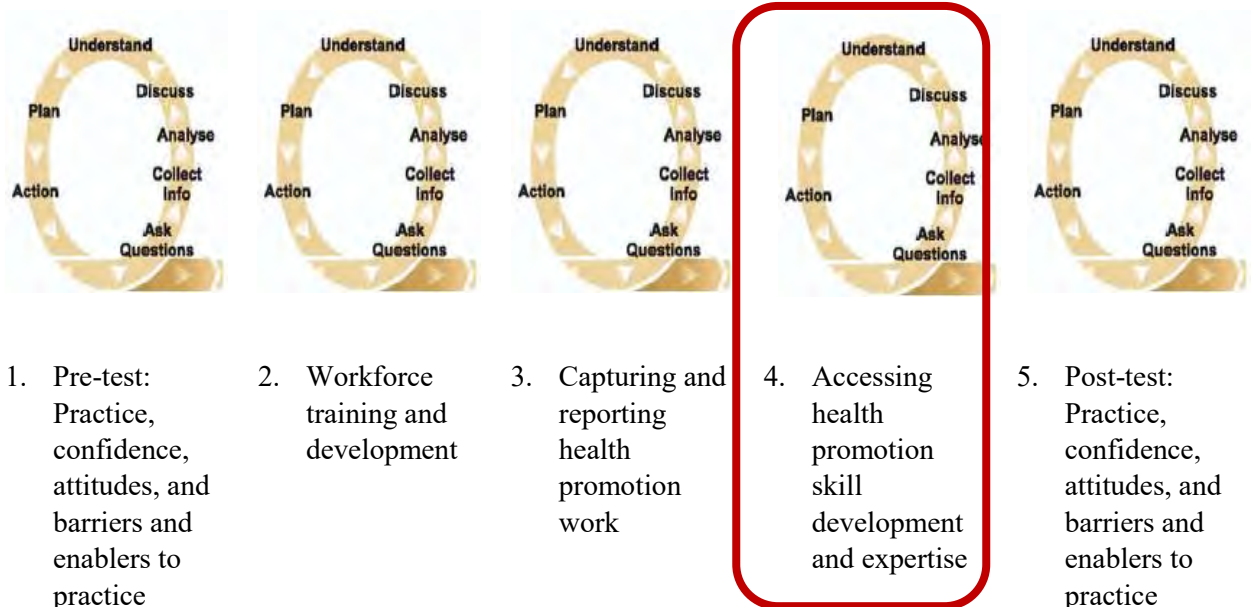 Understand
Discuss
Plan
Analyse
Collect
Info
Action
Ask
Questions
Understand
Discuss
Plan
Analyse
Collect
Info
Action
Ask
Questions
Understand
Discuss
Plan
Analyse
Collect
Info
Action
Ask
Questions
Understand
Discuss
Plan
Analyse
Collect
Info
Action
Ask
Questions
Understand
Discuss
Plan
Analyse
Collect
Info
Action
Ask
Questions
1. Pre-test:
Practice,
confidence,
attitudes, and
barriers and
enablers to
practice
2. Workforce
training and
development
3. Capturing and
reporting
health
promotion
work
4. Accessing
health
promotion
skill
development
and expertise
5. Post-test:
Practice,
confidence,
attitudes, and
barriers and
enablers to
practice